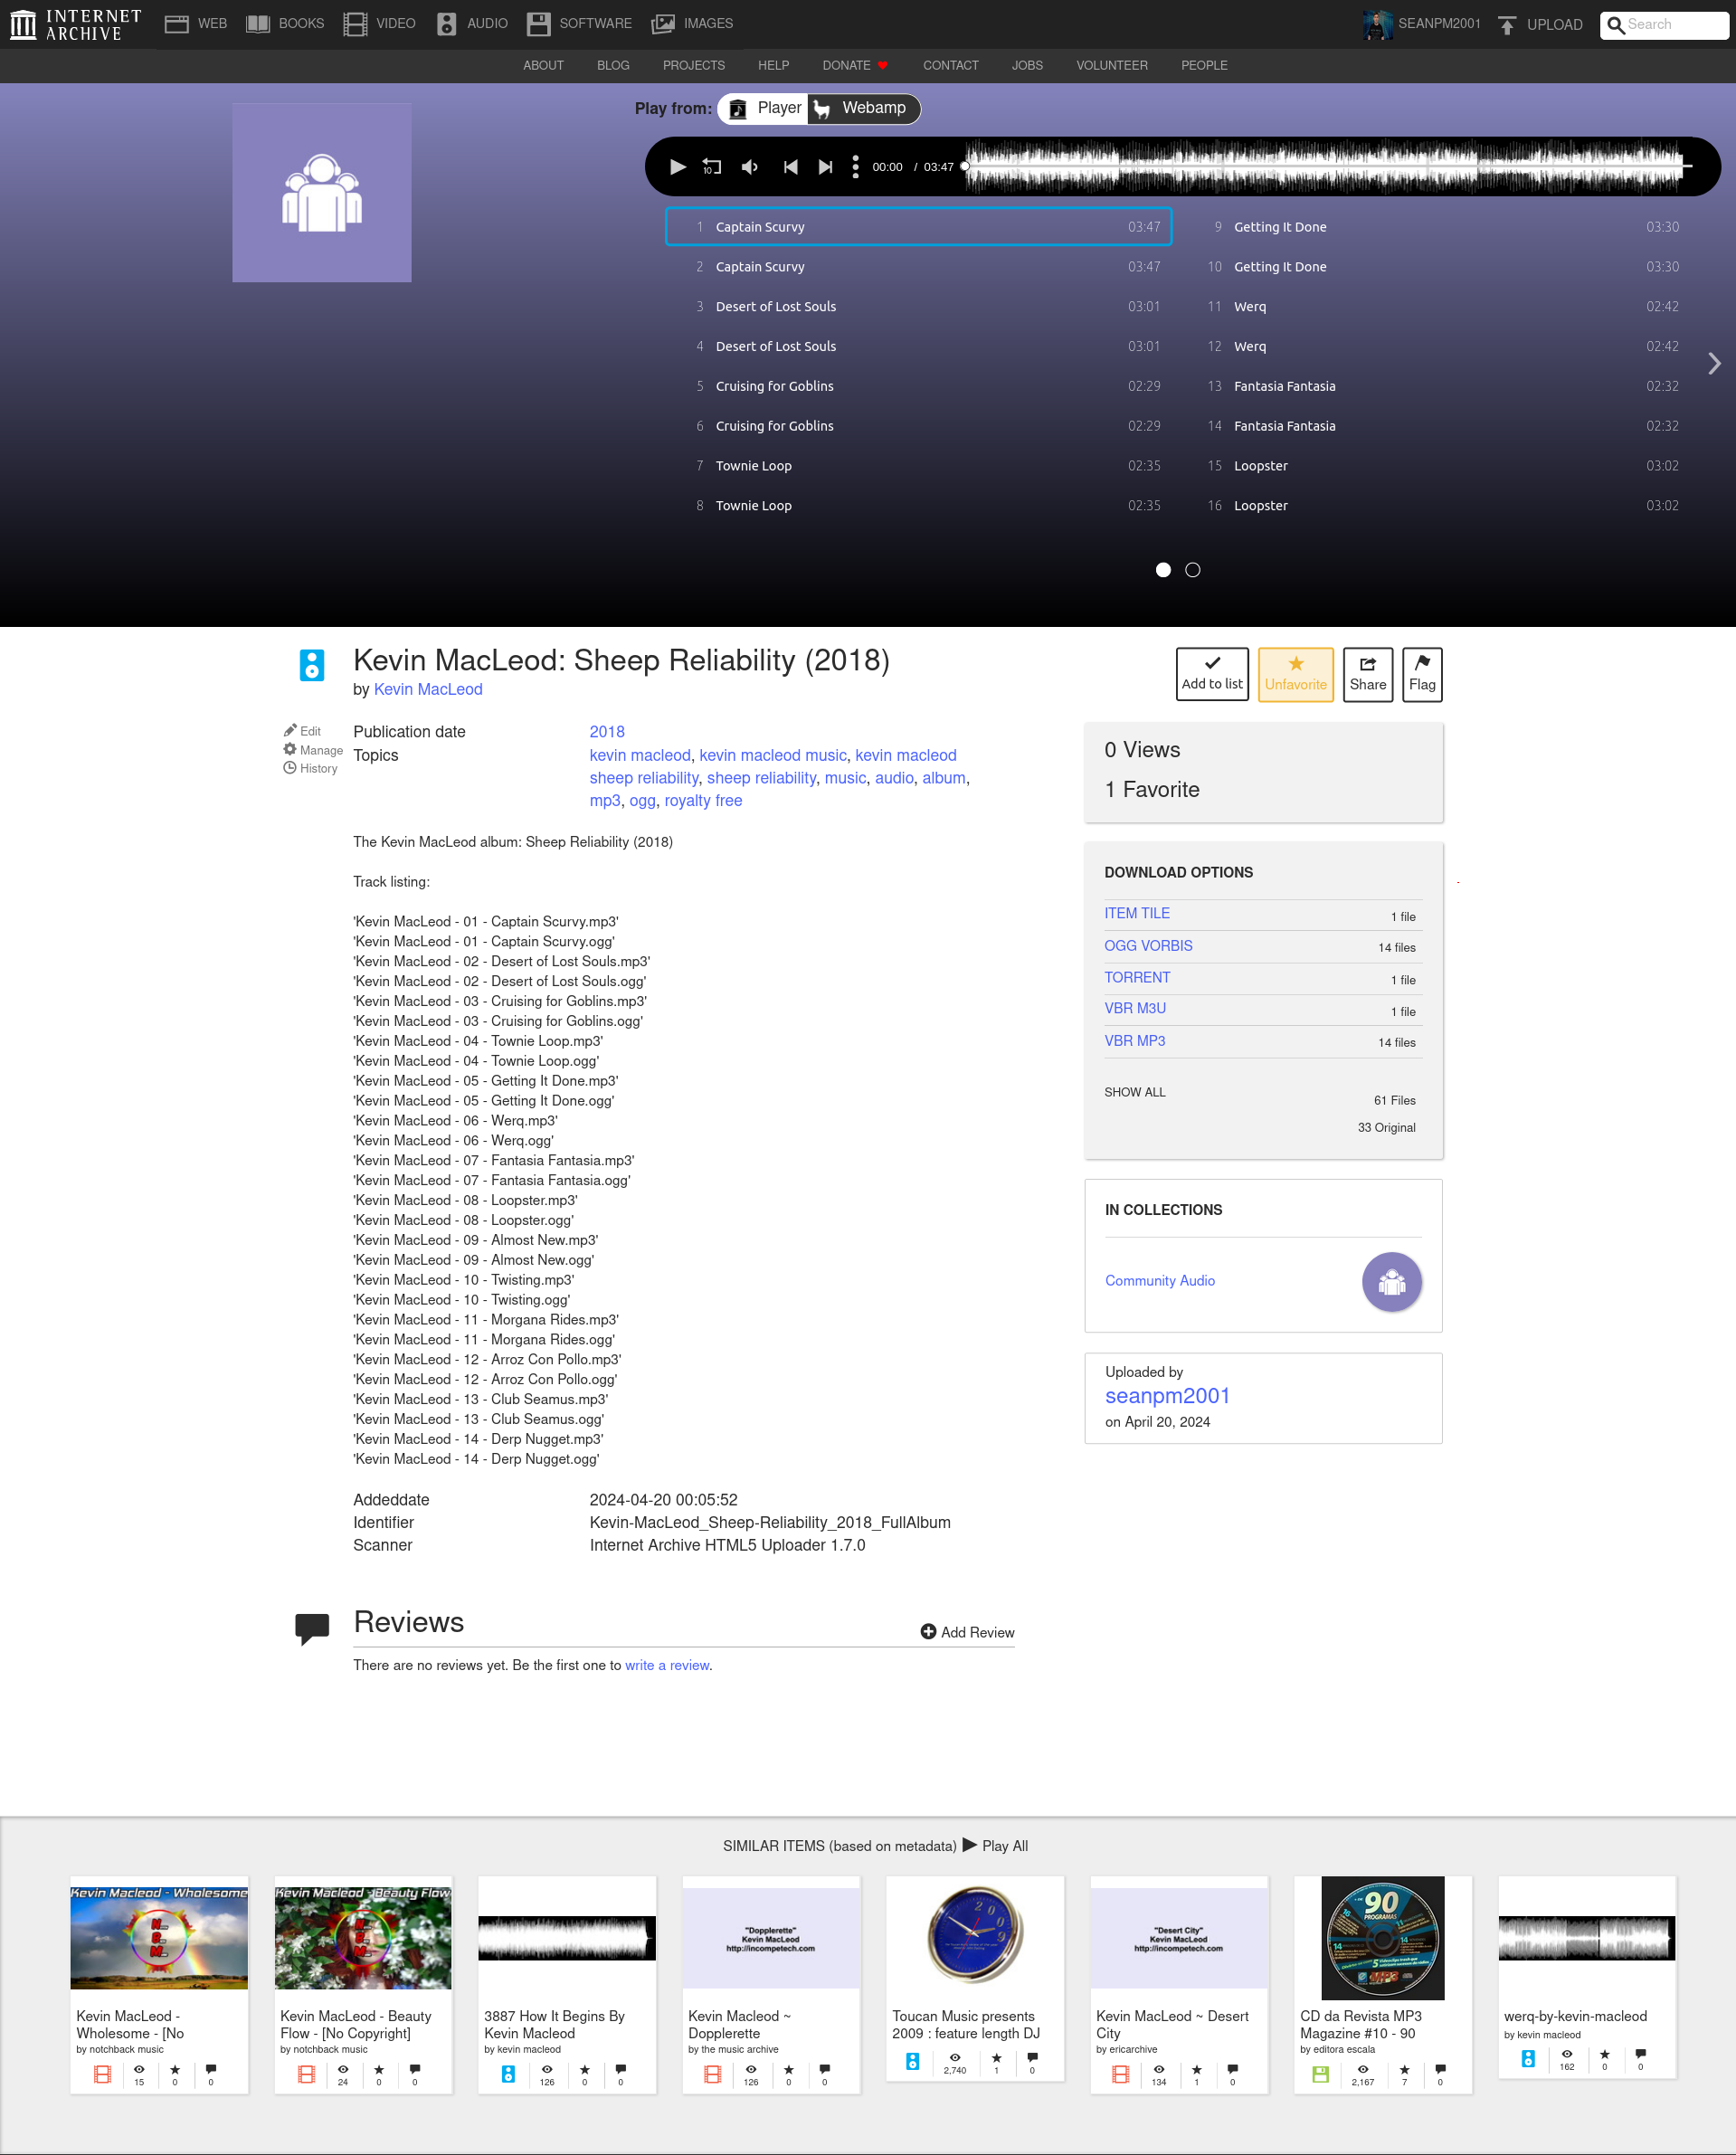 INTERNET ARCHIVE
WEB BOOKS VIDEO AUDIO SOFTWARE IMAGES SEANPM2001 UPLOAD Search
ABOUT BLOG PROJECTS HELP DONATE CONTACT JOBS VOLUNTEER PEOPLE
Play from: Player Webamp
10 00:00 / 03:47
1 Captain Scurvy 03:47
2 Captain Scurvy 03:47
3 Desert of Lost Souls 03:01
4 Desert of Lost Souls 03:01
5 Cruising for Goblins 02:29
6 Cruising for Goblins 02:29
7 Townie Loop 02:35
8 Townie Loop 02:35
9 Getting It Done 03:30
10 Getting It Done 03:30
11 Werq 02:42
12 Werq 02:42
13 Fantasia Fantasia 02:32
14 Fantasia Fantasia 02:32
15 Loopster 03:02
16 Loopster 03:02
Kevin MacLeod: Sheep Reliability (2018)
by Kevin MacLeod
Add to list Unfavorite Share Flag
Edit
Manage
History
Publication date 2018
Topics kevin macleod, kevin macleod music, kevin macleod
sheep reliability, sheep reliability, music, audio, album,
mp3, ogg, royalty free
The Kevin MacLeod album: Sheep Reliability (2018)
Track listing:
'Kevin MacLeod - 01 - Captain Scurvy.mp3'
'Kevin MacLeod - 01 - Captain Scurvy.ogg'
'Kevin MacLeod - 02 - Desert of Lost Souls.mp3'
'Kevin MacLeod - 02 - Desert of Lost Souls.ogg'
'Kevin MacLeod - 03 - Cruising for Goblins.mp3'
'Kevin MacLeod - 03 - Cruising for Goblins.ogg'
'Kevin MacLeod - 04 - Townie Loop.mp3'
'Kevin MacLeod - 04 - Townie Loop.ogg'
'Kevin MacLeod - 05 - Getting It Done.mp3'
'Kevin MacLeod - 05 - Getting It Done.ogg'
'Kevin MacLeod - 06 - Werq.mp3'
'Kevin MacLeod - 06 - Werq.ogg'
'Kevin MacLeod - 07 - Fantasia Fantasia.mp3'
'Kevin MacLeod - 07 - Fantasia Fantasia.ogg'
'Kevin MacLeod - 08 - Loopster.mp3'
'Kevin MacLeod - 08 - Loopster.ogg'
'Kevin MacLeod - 09 - Almost New.mp3'
'Kevin MacLeod - 09 - Almost New.ogg'
'Kevin MacLeod - 10 - Twisting.mp3'
'Kevin MacLeod - 10 - Twisting.ogg'
'Kevin MacLeod - 11 - Morgana Rides.mp3'
'Kevin MacLeod - 11 - Morgana Rides.ogg'
'Kevin MacLeod - 12 - Arroz Con Pollo.mp3'
'Kevin MacLeod - 12 - Arroz Con Pollo.ogg'
'Kevin MacLeod - 13 - Club Seamus.mp3'
'Kevin MacLeod - 13 - Club Seamus.ogg'
'Kevin MacLeod - 14 - Derp Nugget.mp3'
'Kevin MacLeod - 14 - Derp Nugget.ogg'
Addeddate 2024-04-20 00:05:52
Identifier Kevin-MacLeod_Sheep-Reliability_2018_FullAlbum
Scanner Internet Archive HTML5 Uploader 1.7.0
0 Views
1 Favorite
DOWNLOAD OPTIONS
ITEM TILE 1 file
OGG VORBIS 14 files
TORRENT 1 file
VBR M3U 1 file
VBR MP3 14 files
SHOW ALL 61 Files
33 Original
IN COLLECTIONS
Community Audio
Uploaded by
seanpm2001
on April 20, 2024
Reviews
Add Review
There are no reviews yet. Be the first one to write a review.
SIMILAR ITEMS (based on metadata) Play All
Kevin Macleod - Wholesome
Kevin MacLeod -
Wholesome - [No
by notchback music
15 0 0
Kevin Macleod - Beauty Flow
Kevin MacLeod - Beauty
Flow - [No Copyright]
by notchback music
24 0 0
3887 How It Begins By
Kevin Macleod
by kevin macleod
126 0 0
"Dopplerette"
Kevin MacLeod
http://incompetech.com
Kevin Macleod ~
Dopplerette
by the music archive
126 0 0
2009
Toucan Music presents
2009 : feature length DJ
2,740 1 0
"Desert City"
Kevin MacLeod
http://incompetech.com
Kevin MacLeod ~ Desert
City
by ericarchive
134 1 0
90
PROGRAMAS
MP3
CD da Revista MP3
Magazine #10 - 90
by editora escala
2,167 7 0
werq-by-kevin-macleod
by kevin macleod
162 0 0